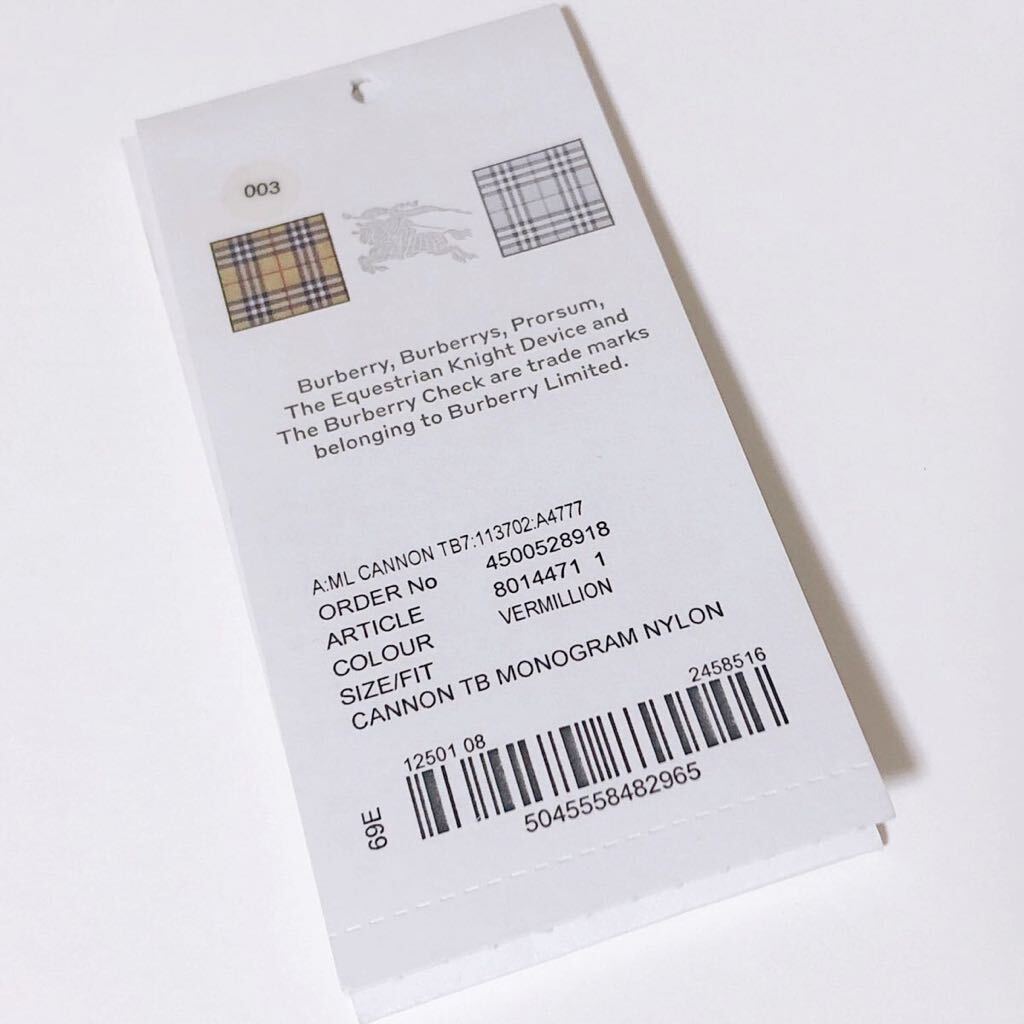 003
Burberry, Burberrys, Prorsum,
The Equestrian Knight Device and
The Burberry Check are trade marks
belonging to Burberry Limited.
A:ML CANNON TB7:113702:A4777
ORDER No 4500528918
ARTICLE 8014471 1
COLOUR VERMILLION
SIZE/FIT
CANNON TB MONOGRAM NYLON
12501 08 2458516
69E
5045558482965